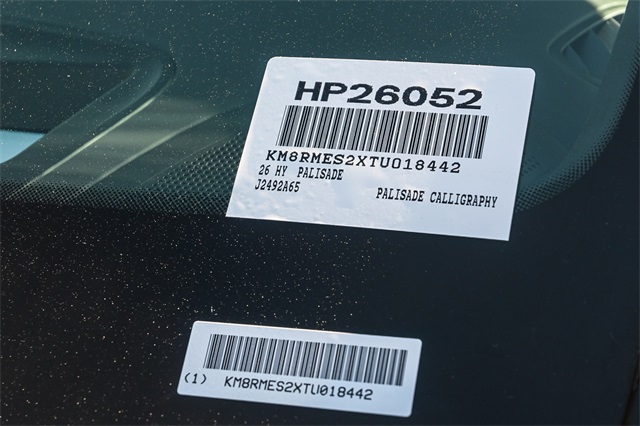 HP26052
KM8RMES2XTU018442
26 HY PALISADE
J2492A65 PALISADE CALLIGRAPHY
(1) KM8RMES2XTU018442